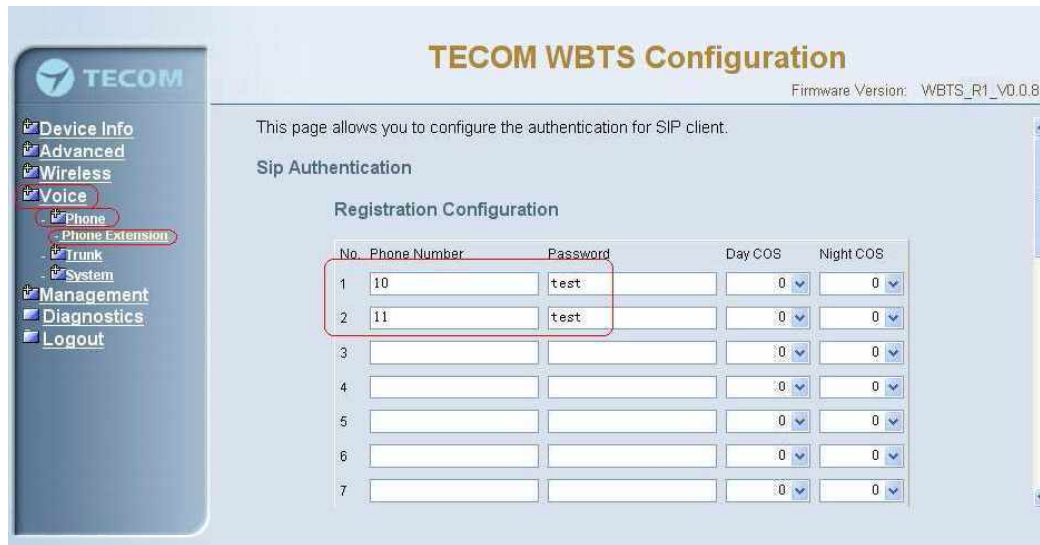 TECOM
TECOM WBTS Configuration
Firmware Version: WBTS_R1_V0.0.8
Device Info
Advanced
Wireless
Voice
- Phone
- Phone Extension
- Trunk
- System
Management
Diagnostics
Logout
This page allows you to configure the authentication for SIP client.
Sip Authentication
Registration Configuration
No. Phone Number Password Day COS Night COS
1 10 test 0 0
2 11 test 0 0
3 0 0
4 0 0
5 0 0
6 0 0
7 0 0